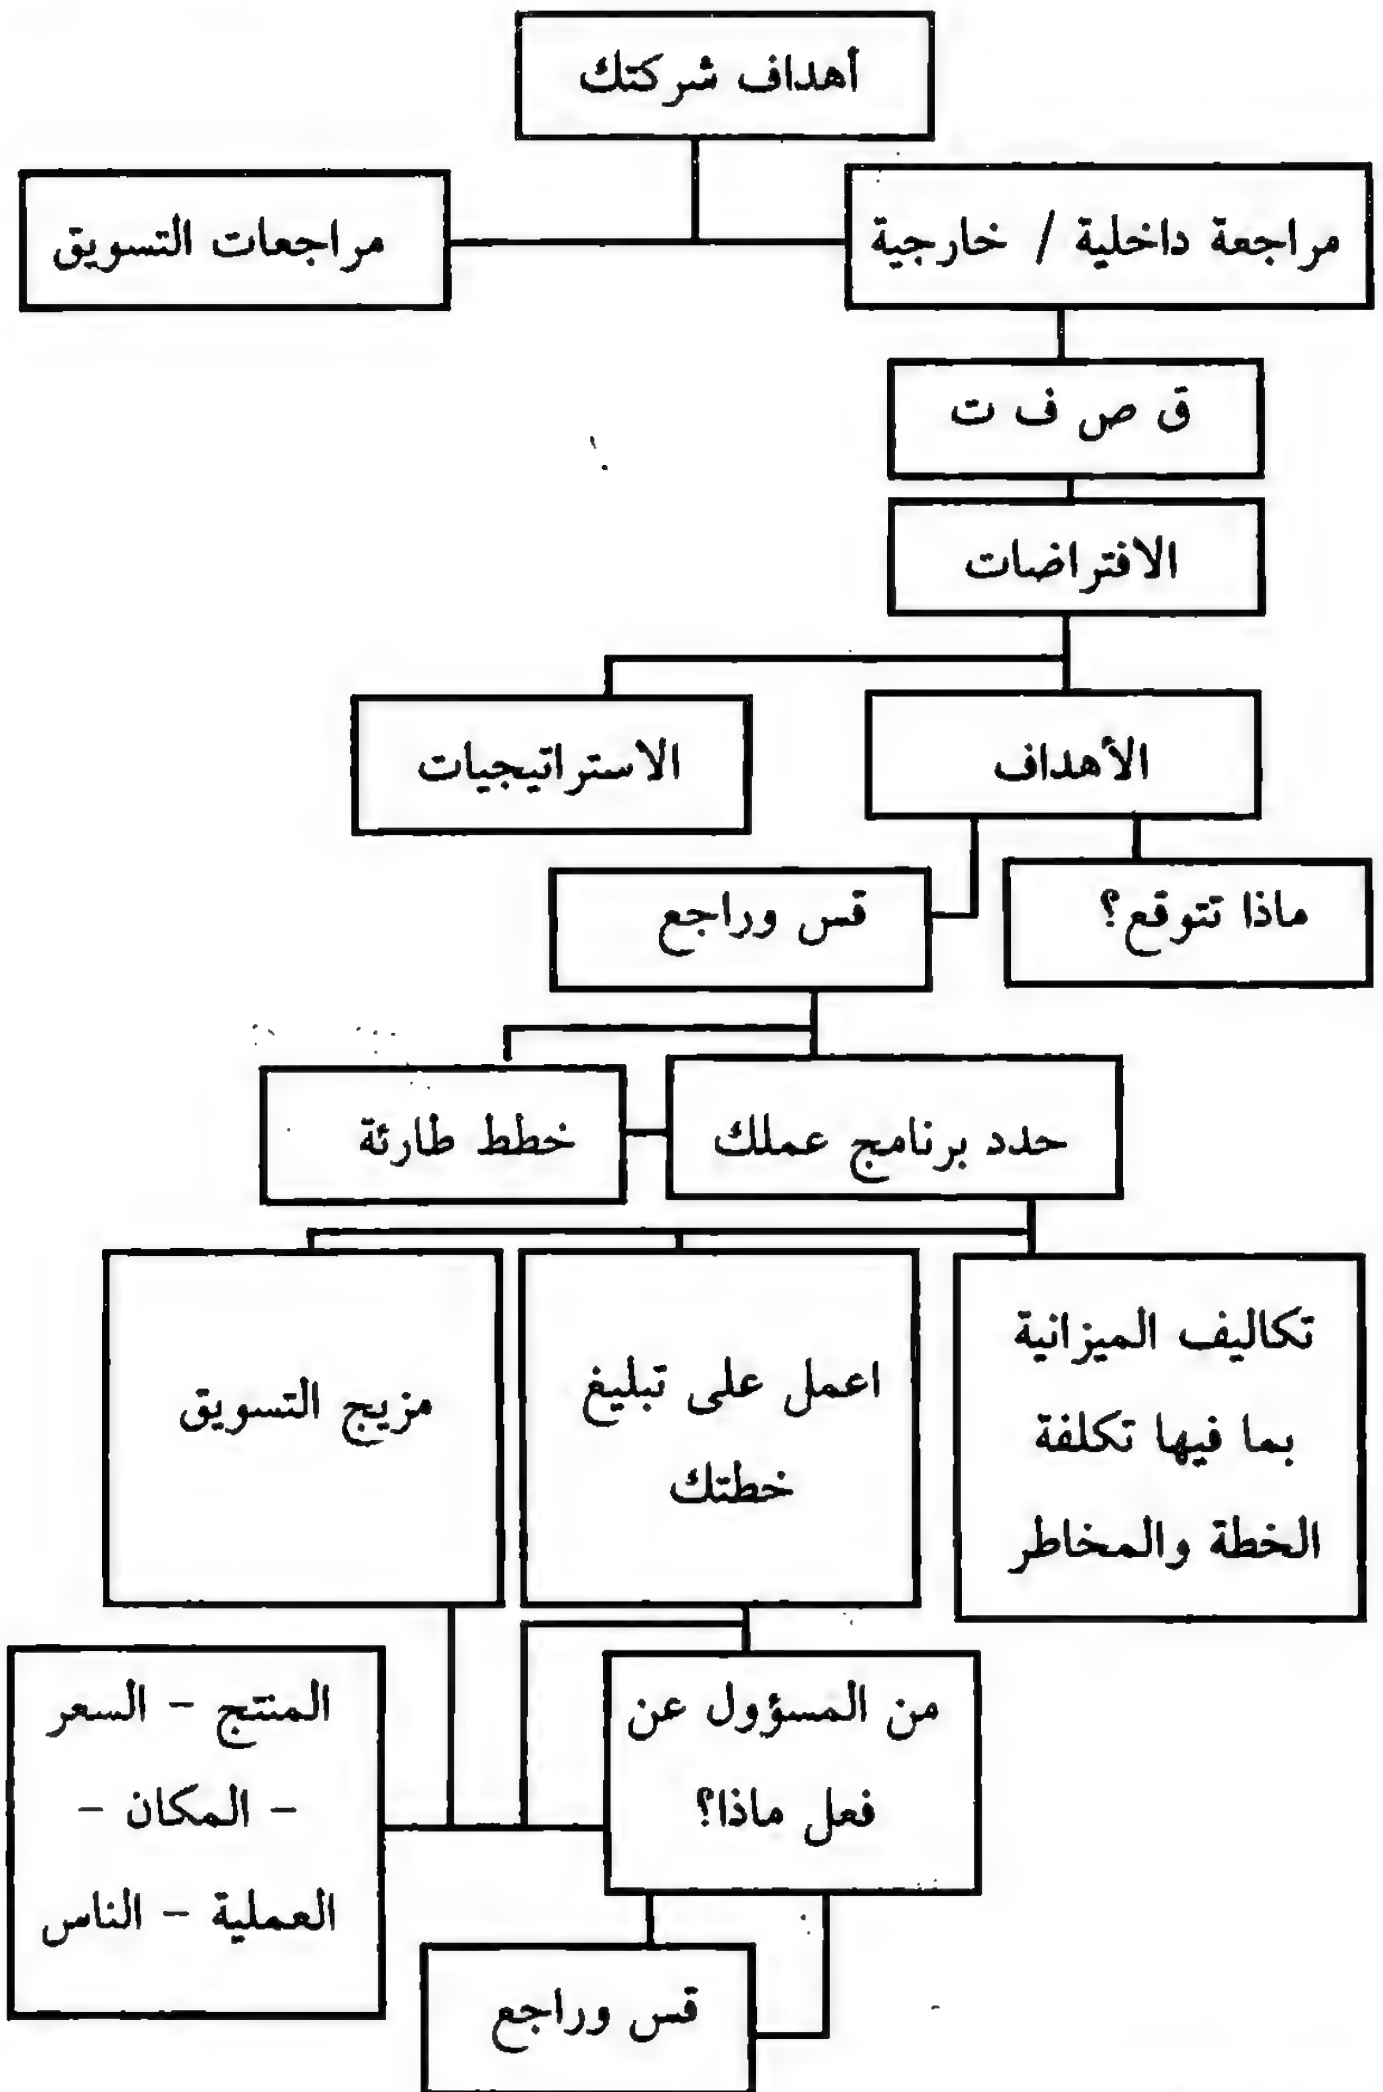 أهداف شركتك
مراجعة داخلية / خارجية
مراجعات التسويق
ق ص ف ت
الافتراضات
الأهداف
الاستراتيجيات
ماذا تتوقع؟
قس وراجع
حدد برنامج عملك
خطط طارئة
تكاليف الميزانية
بما فيها تكلفة
الخطة والمخاطر
اعمل على تبليغ
خطتك
مزيج التسويق
من المسؤول عن
فعل ماذا؟
المنتج – السعر
– المكان –
العملية – الناس
قس وراجع